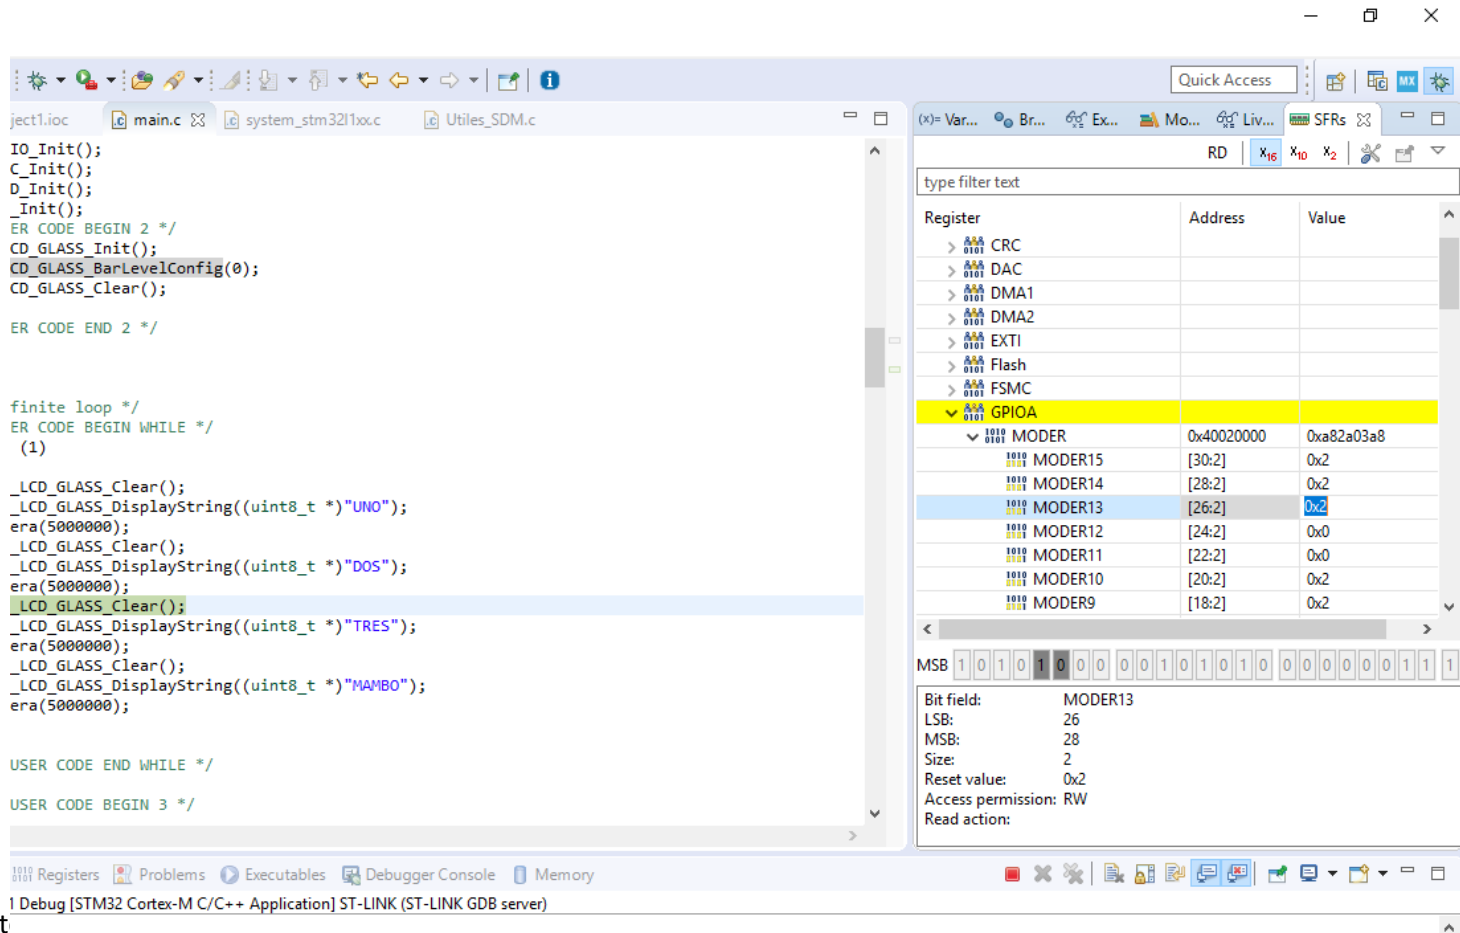 Quick Access
MX
ject1.ioc main.c system_stm32l1xx.c Utiles_SDM.c
(x)= Var... Br... Ex... Mo... Liv... SFRs
IO_Init();
C_Init();
D_Init();
_Init();
ER CODE BEGIN 2 */
CD_GLASS_Init();
CD_GLASS_BarLevelConfig(0);
CD_GLASS_Clear();
ER CODE END 2 */
finite loop */
ER CODE BEGIN WHILE */
(1)
_LCD_GLASS_Clear();
_LCD_GLASS_DisplayString((uint8_t *)"UNO");
era(5000000);
_LCD_GLASS_Clear();
_LCD_GLASS_DisplayString((uint8_t *)"DOS");
era(5000000);
_LCD_GLASS_Clear();
_LCD_GLASS_DisplayString((uint8_t *)"TRES");
era(5000000);
_LCD_GLASS_Clear();
_LCD_GLASS_DisplayString((uint8_t *)"MAMBO");
era(5000000);
USER CODE END WHILE */
USER CODE BEGIN 3 */
RD X16 X10 X2
type filter text
Register Address Value
CRC
DAC
DMA1
DMA2
EXTI
Flash
FSMC
GPIOA
MODER 0x40020000 0xa82a03a8
MODER15 [30:2] 0x2
MODER14 [28:2] 0x2
MODER13 [26:2] 0x2
MODER12 [24:2] 0x0
MODER11 [22:2] 0x0
MODER10 [20:2] 0x2
MODER9 [18:2] 0x2
MSB 1 0 1 0 1 0 0 0 0 0 1 0 1 0 1 0 0 0 0 0 0 0 1 1 1
Bit field: MODER13
LSB: 26
MSB: 28
Size: 2
Reset value: 0x2
Access permission: RW
Read action:
Registers Problems Executables Debugger Console Memory
1 Debug [STM32 Cortex-M C/C++ Application] ST-LINK (ST-LINK GDB server)